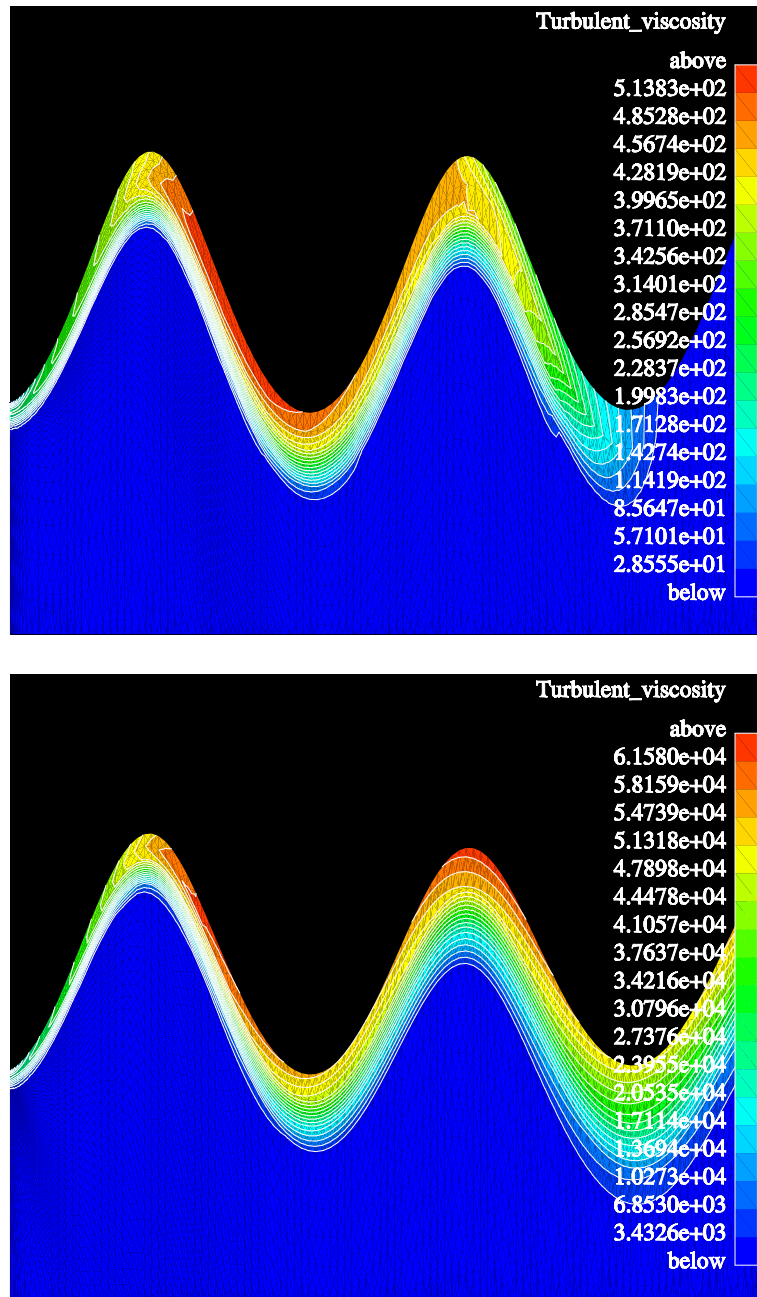 Turbulent_viscosity
above
5.1383e+02
4.8528e+02
4.5674e+02
4.2819e+02
3.9965e+02
3.7110e+02
3.4256e+02
3.1401e+02
2.8547e+02
2.5692e+02
2.2837e+02
1.9983e+02
1.7128e+02
1.4274e+02
1.1419e+02
8.5647e+01
5.7101e+01
2.8555e+01
below
Turbulent_viscosity
above
6.1580e+04
5.8159e+04
5.4739e+04
5.1318e+04
4.7898e+04
4.4478e+04
4.1057e+04
3.7637e+04
3.4216e+04
3.0796e+04
2.7376e+04
2.3955e+04
2.0535e+04
1.7114e+04
1.3694e+04
1.0273e+04
6.8530e+03
3.4326e+03
below